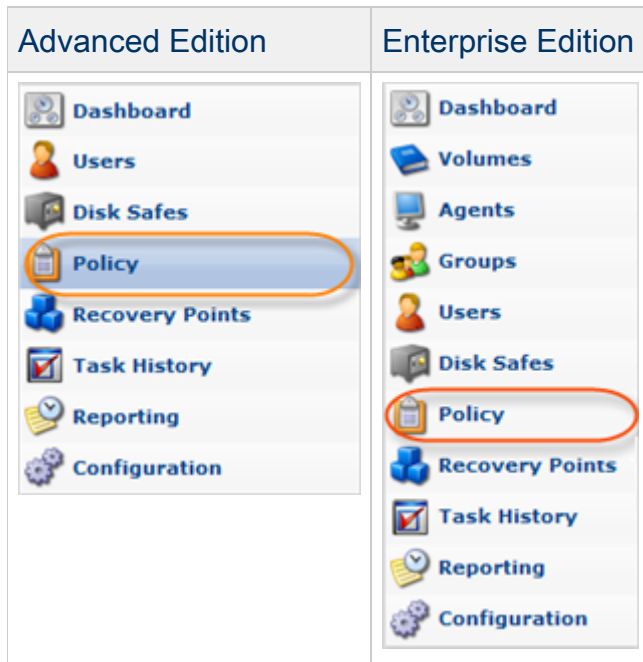 Advanced Edition
Dashboard
Users
Disk Safes
Policy
Recovery Points
Task History
Reporting
Configuration
Enterprise Edition
Dashboard
Volumes
Agents
Groups
Users
Disk Safes
Policy
Recovery Points
Task History
Reporting
Configuration